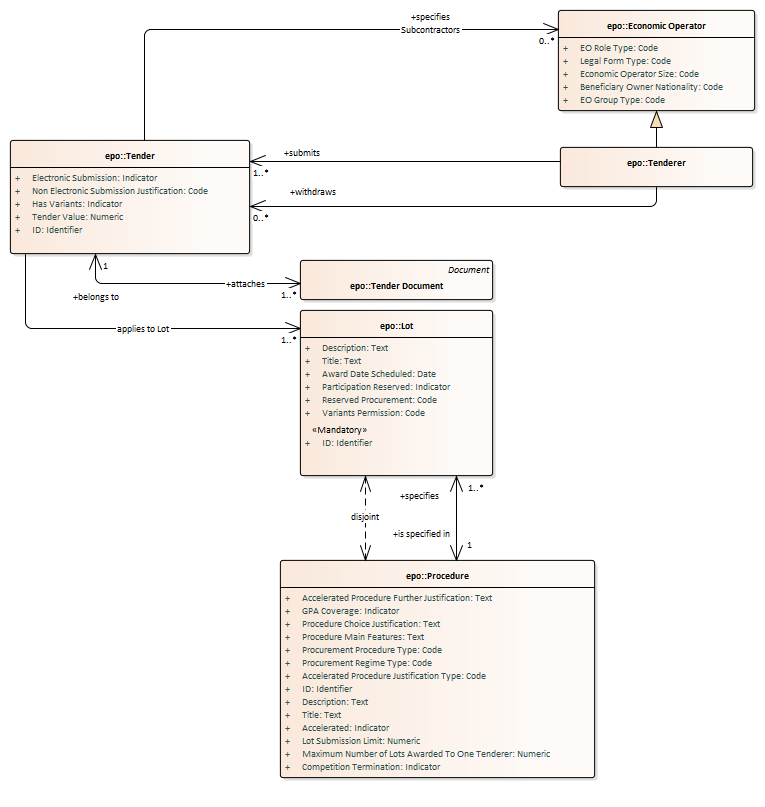 +specifies
Subcontractors
0..*
epo::Economic Operator
+ EO Role Type: Code
+ Legal Form Type: Code
+ Economic Operator Size: Code
+ Beneficiary Owner Nationality: Code
+ EO Group Type: Code
epo::Tender
+ Electronic Submission: Indicator
+ Non Electronic Submission Justification: Code
+ Has Variants: Indicator
+ Tender Value: Numeric
+ ID: Identifier
+submits
1..*
epo::Tenderer
+withdraws
0..*
1
+belongs to
+attaches
1..*
Document
epo::Tender Document
applies to Lot
1..*
epo::Lot
+ Description: Text
+ Title: Text
+ Award Date Scheduled: Date
+ Participation Reserved: Indicator
+ Reserved Procurement: Code
+ Variants Permission: Code
«Mandatory»
+ ID: Identifier
+specifies
1..*
disjoint
+is specified in
1
epo::Procedure
+ Accelerated Procedure Further Justification: Text
+ GPA Coverage: Indicator
+ Procedure Choice Justification: Text
+ Procedure Main Features: Text
+ Procurement Procedure Type: Code
+ Procurement Regime Type: Code
+ Accelerated Procedure Justification Type: Code
+ ID: Identifier
+ Description: Text
+ Title: Text
+ Accelerated: Indicator
+ Lot Submission Limit: Numeric
+ Maximum Number of Lots Awarded To One Tenderer: Numeric
+ Competition Termination: Indicator